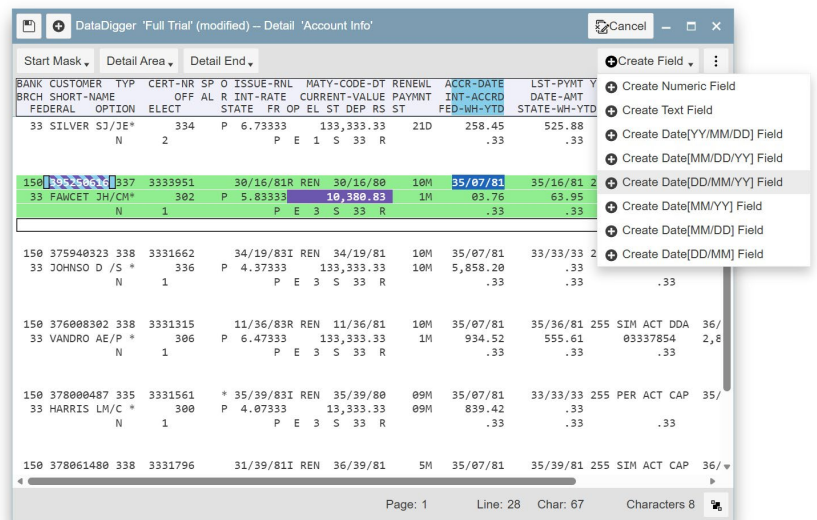 DataDigger 'Full Trial' (modified) -- Detail 'Account Info' Cancel
Start Mask Detail Area Detail End Create Field
BANK CUSTOMER TYP CERT-NR SP O ISSUE-RNL MATY-CODE-DT RENEWL ACCR-DATE LST-PYMT Y
BRCH SHORT-NAME OFF AL R INT-RATE CURRENT-VALUE PAYMNT INT-ACCRD DATE-AMT
FEDERAL OPTION ELECT STATE FR OP EL ST DEP RS ST FED-WH-YTD STATE-WH-YTD
Create Numeric Field
Create Text Field
Create Date[YY/MM/DD] Field
Create Date[MM/DD/YY] Field
Create Date[DD/MM/YY] Field
Create Date[MM/YY] Field
Create Date[MM/DD] Field
Create Date[DD/MM] Field
33 SILVER SJ/JE* 334 P 6.73333 133,333.33 21D 258.45 525.88
N 2 P E 1 S 33 R .33 .33
150 395250616 337 3333951 30/16/81R REN 30/16/80 10M 35/07/81 35/16/81 2
33 FAWCET JH/CM* 302 P 5.83333 10,380.83 1M 03.76 63.95
N 1 P E 3 S 33 R .33 .33
150 375940323 338 3331662 34/19/83I REN 34/19/81 10M 35/07/81 33/33/33 2
33 JOHNSO D /S * 336 P 4.37333 133,333.33 10M 5,858.20 .33
N 1 P E 3 S 33 R .33 .33 .33
150 376008302 338 3331315 11/36/83R REN 11/36/81 10M 35/07/81 35/36/81 255 SIM ACT DDA 36/
33 VANDRO AE/P * 306 P 6.47333 133,333.33 1M 934.52 555.61 03337854 2,8
N 1 P E 3 S 33 R .33 .33 .33
150 378000487 335 3331561 * 35/39/83I REN 35/39/80 09M 35/07/81 33/33/33 255 PER ACT CAP 35/
33 HARRIS LM/C * 300 P 4.07333 13,333.33 09M 839.42 .33
N 1 P E 3 S 33 R .33 .33 .33
150 378061480 338 3331796 31/39/81I REN 36/39/81 5M 35/07/81 35/39/81 255 SIM ACT CAP 36/
Page: 1 Line: 28 Char: 67 Characters 8